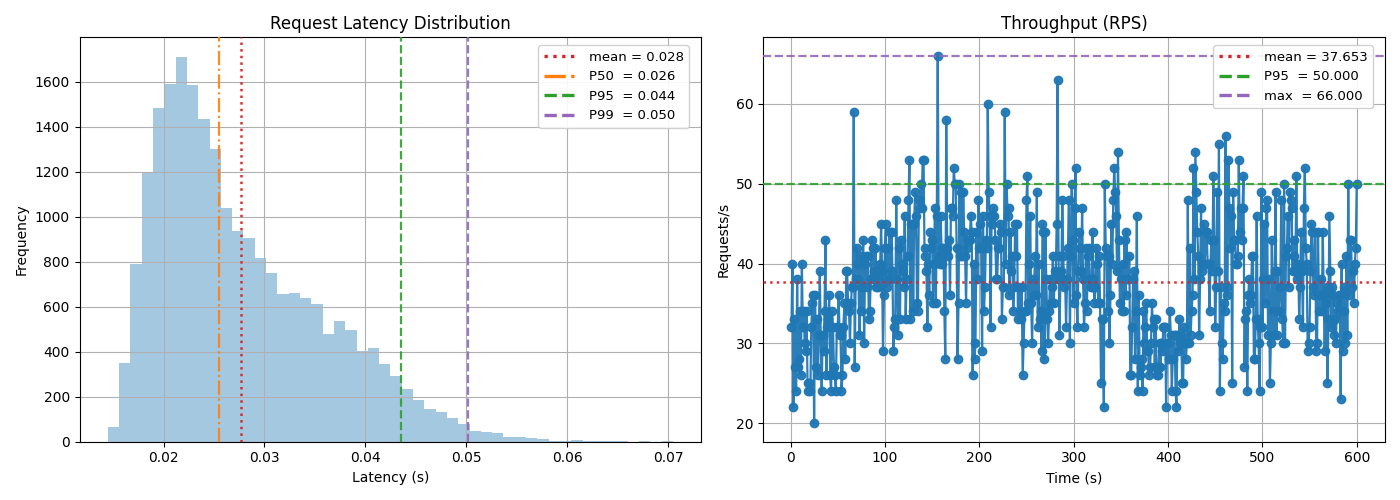 Request Latency Distribution
mean = 0.028
P50 = 0.026
P95 = 0.044
P99 = 0.050
Frequency
1600
1400
1200
1000
800
600
400
200
0
0.02
0.03
0.04
0.05
0.06
0.07
Latency (s)
Throughput (RPS)
mean = 37.653
P95 = 50.000
max = 66.000
Requests/s
60
50
40
30
20
0
100
200
300
400
500
600
Time (s)